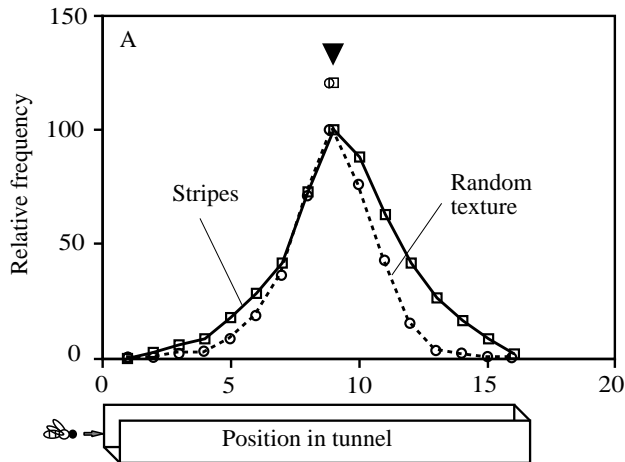 150
A
100
Relative frequency
Stripes
Random
texture
50
0
0 5 10 15 20
Position in tunnel